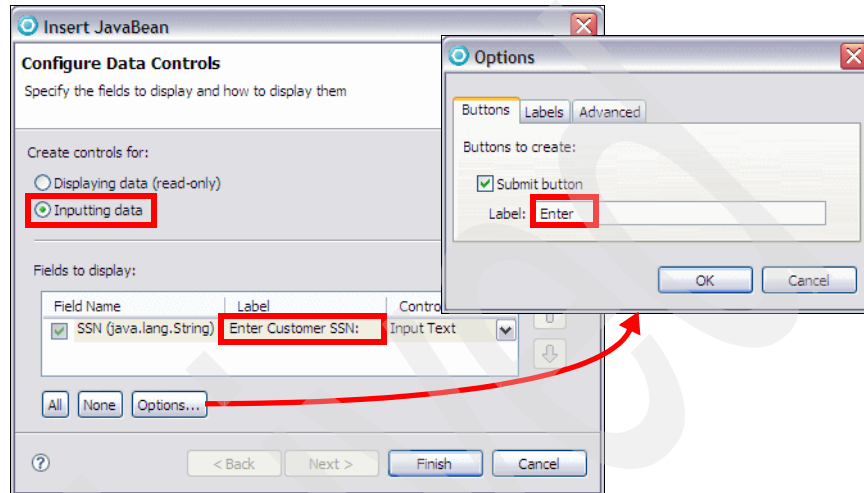 Insert JavaBean
Configure Data Controls
Specify the fields to display and how to display them
Create controls for:
Displaying data (read-only)
Inputting data
Fields to display:
Field Name Label
SSN (java.lang.String) Enter Customer SSN: Input Text
All None Options...
? < Back Next > Finish Cancel
Options
Buttons Labels Advanced
Buttons to create:
Submit button
Label: Enter
OK Cancel